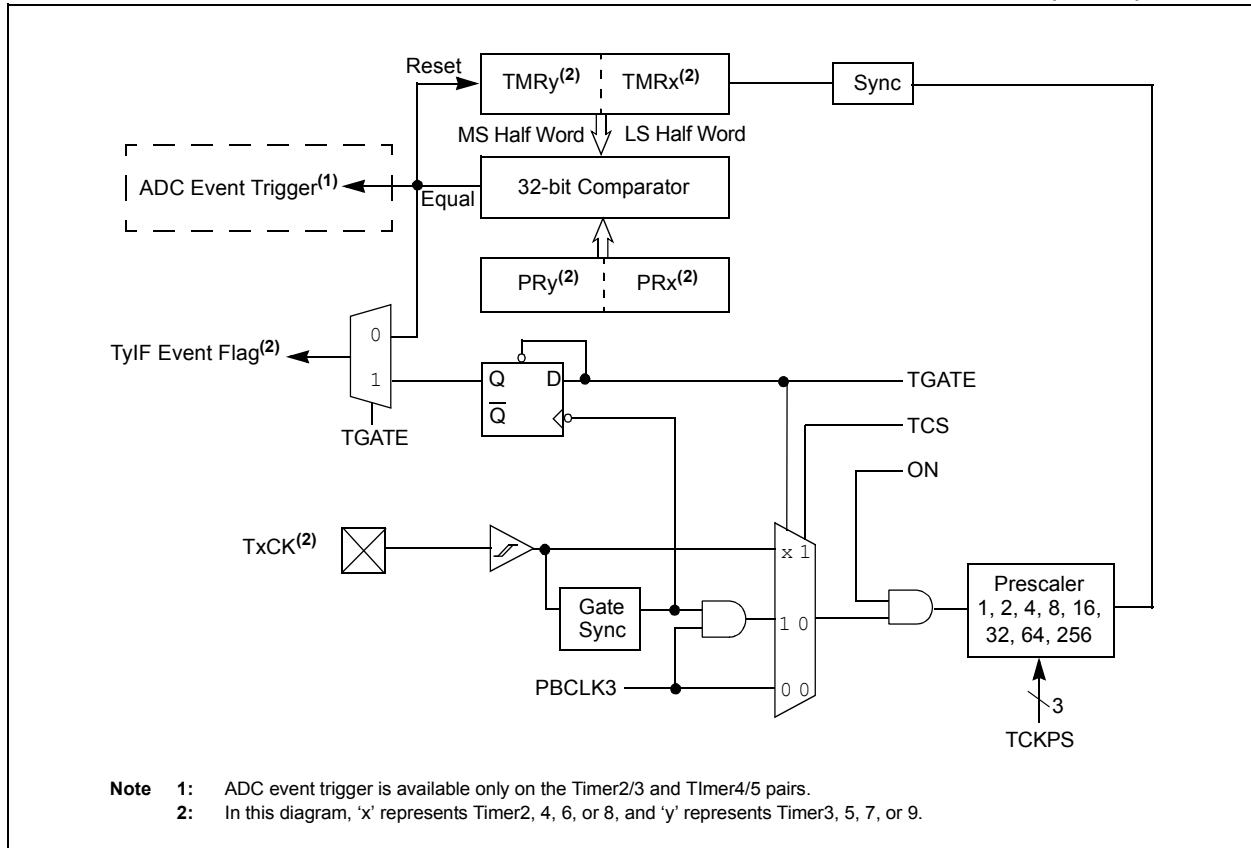 Reset
TMRy(2) TMRx(2)
Sync
MS Half Word LS Half Word
ADC Event Trigger(1)
Equal
32-bit Comparator
PRy(2) PRx(2)
0
TyIF Event Flag(2)
1
Q D
Q
TGATE
TGATE
TCS
ON
TxCK(2)
x 1
Prescaler
1, 2, 4, 8, 16,
32, 64, 256
Gate
Sync
1 0
PBCLK3
0 0
3
TCKPS
Note 1: ADC event trigger is available only on the Timer2/3 and TImer4/5 pairs.
2: In this diagram, ‘x’ represents Timer2, 4, 6, or 8, and ‘y’ represents Timer3, 5, 7, or 9.